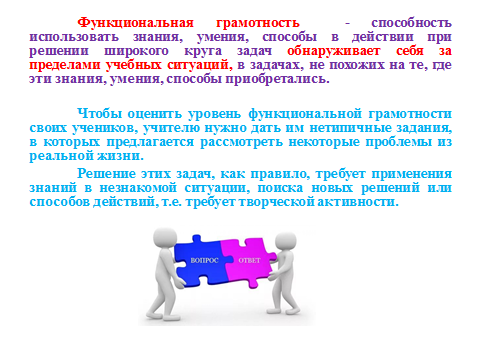 Функциональная грамотность - способность
использовать знания, умения, способы в действии при
решении широкого круга задач обнаруживает себя за
пределами учебных ситуаций, в задачах, не похожих на те, где
эти знания, умения, способы приобретались.
Чтобы оценить уровень функциональной грамотности
своих учеников, учителю нужно дать им нетипичные задания,
в которых предлагается рассмотреть некоторые проблемы из
реальной жизни.
Решение этих задач, как правило, требует применения
знаний в незнакомой ситуации, поиска новых решений или
способов действий, т.е. требует творческой активности.
ВОПРОС ОТВЕТ